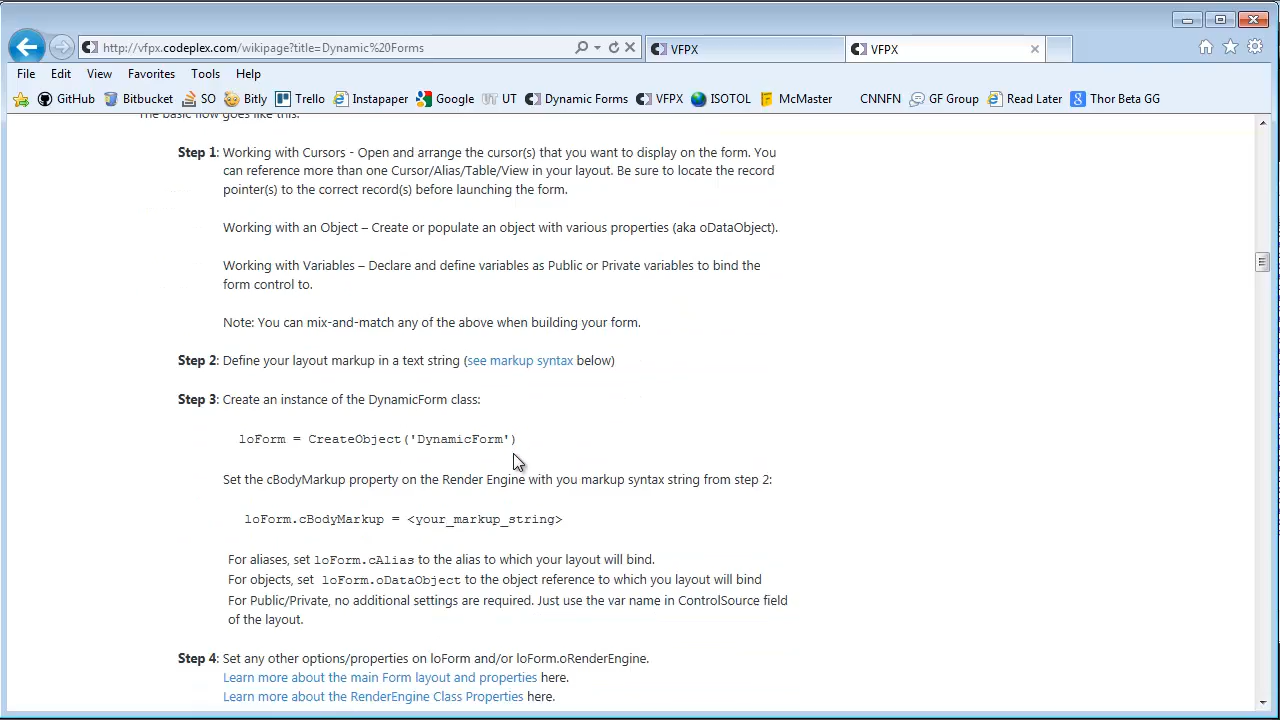 http://vfpx.codeplex.com/wikipage?title=Dynamic%20Forms
VFPX
VFPX
File Edit View Favorites Tools Help
GitHub Bitbucket SO Bitly Trello Instapaper Google UT UT Dynamic Forms VFPX ISOTOL McMaster CNNFN GF Group Read Later 8 Thor Beta GG
The basic flow goes like this:
Step 1: Working with Cursors - Open and arrange the cursor(s) that you want to display on the form. You
can reference more than one Cursor/Alias/Table/View in your layout. Be sure to locate the record
pointer(s) to the correct record(s) before launching the form.
Working with an Object – Create or populate an object with various properties (aka oDataObject).
Working with Variables – Declare and define variables as Public or Private variables to bind the
form control to.
Note: You can mix-and-match any of the above when building your form.
Step 2: Define your layout markup in a text string (see markup syntax below)
Step 3: Create an instance of the DynamicForm class:
loForm = CreateObject('DynamicForm')
Set the cBodyMarkup property on the Render Engine with you markup syntax string from step 2:
loForm.cBodyMarkup = <your_markup_string>
For aliases, set loForm.cAlias to the alias to which your layout will bind.
For objects, set loForm.oDataObject to the object reference to which you layout will bind
For Public/Private, no additional settings are required. Just use the var name in ControlSource field
of the layout.
Step 4: Set any other options/properties on loForm and/or loForm.oRenderEngine.
Learn more about the main Form layout and properties here.
Learn more about the RenderEngine Class Properties here.